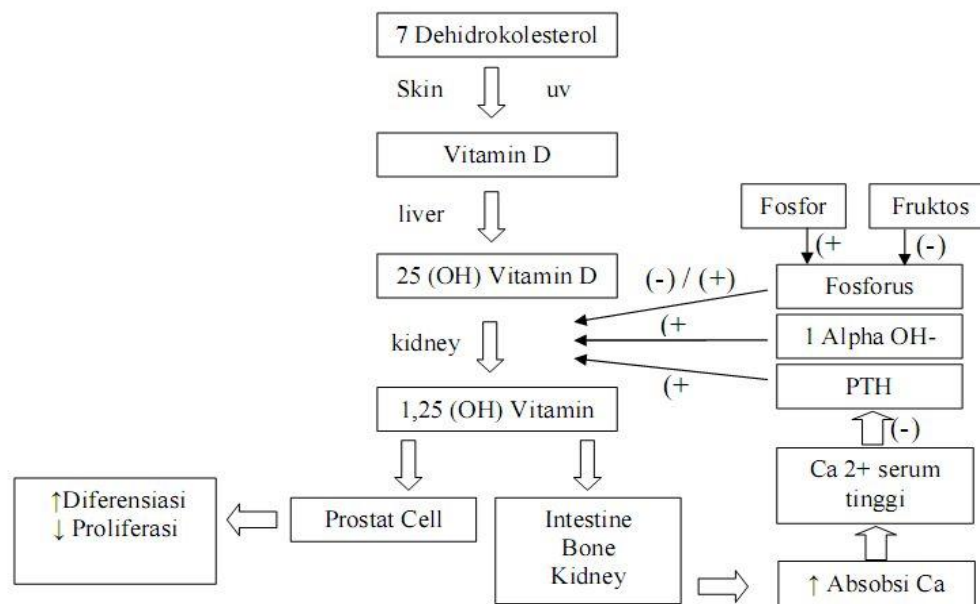 7 Dehidrokolesterol
Skin uv
Vitamin D
liver
25 (OH) Vitamin D
kidney
1,25 (OH) Vitamin
Fosfor
Fruktos
(+
(-)
Fosforus
1 Alpha OH-
PTH
(-) / (+)
(+
(+
(-)
Ca 2+ serum
tinggi
↑ Absobsi Ca
Intestine
Bone
Kidney
Prostat Cell
↑Diferensiasi
↓ Proliferasi